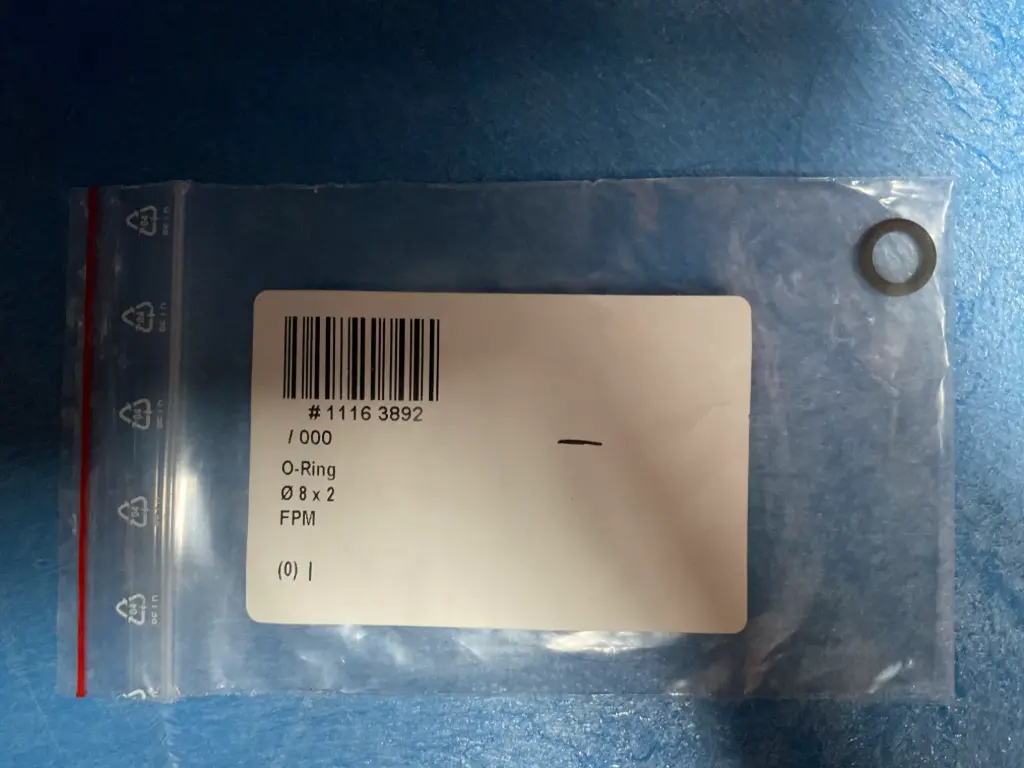 # 1116 3892
/ 000
O-Ring
Ø 8 x 2
FPM
(0) |